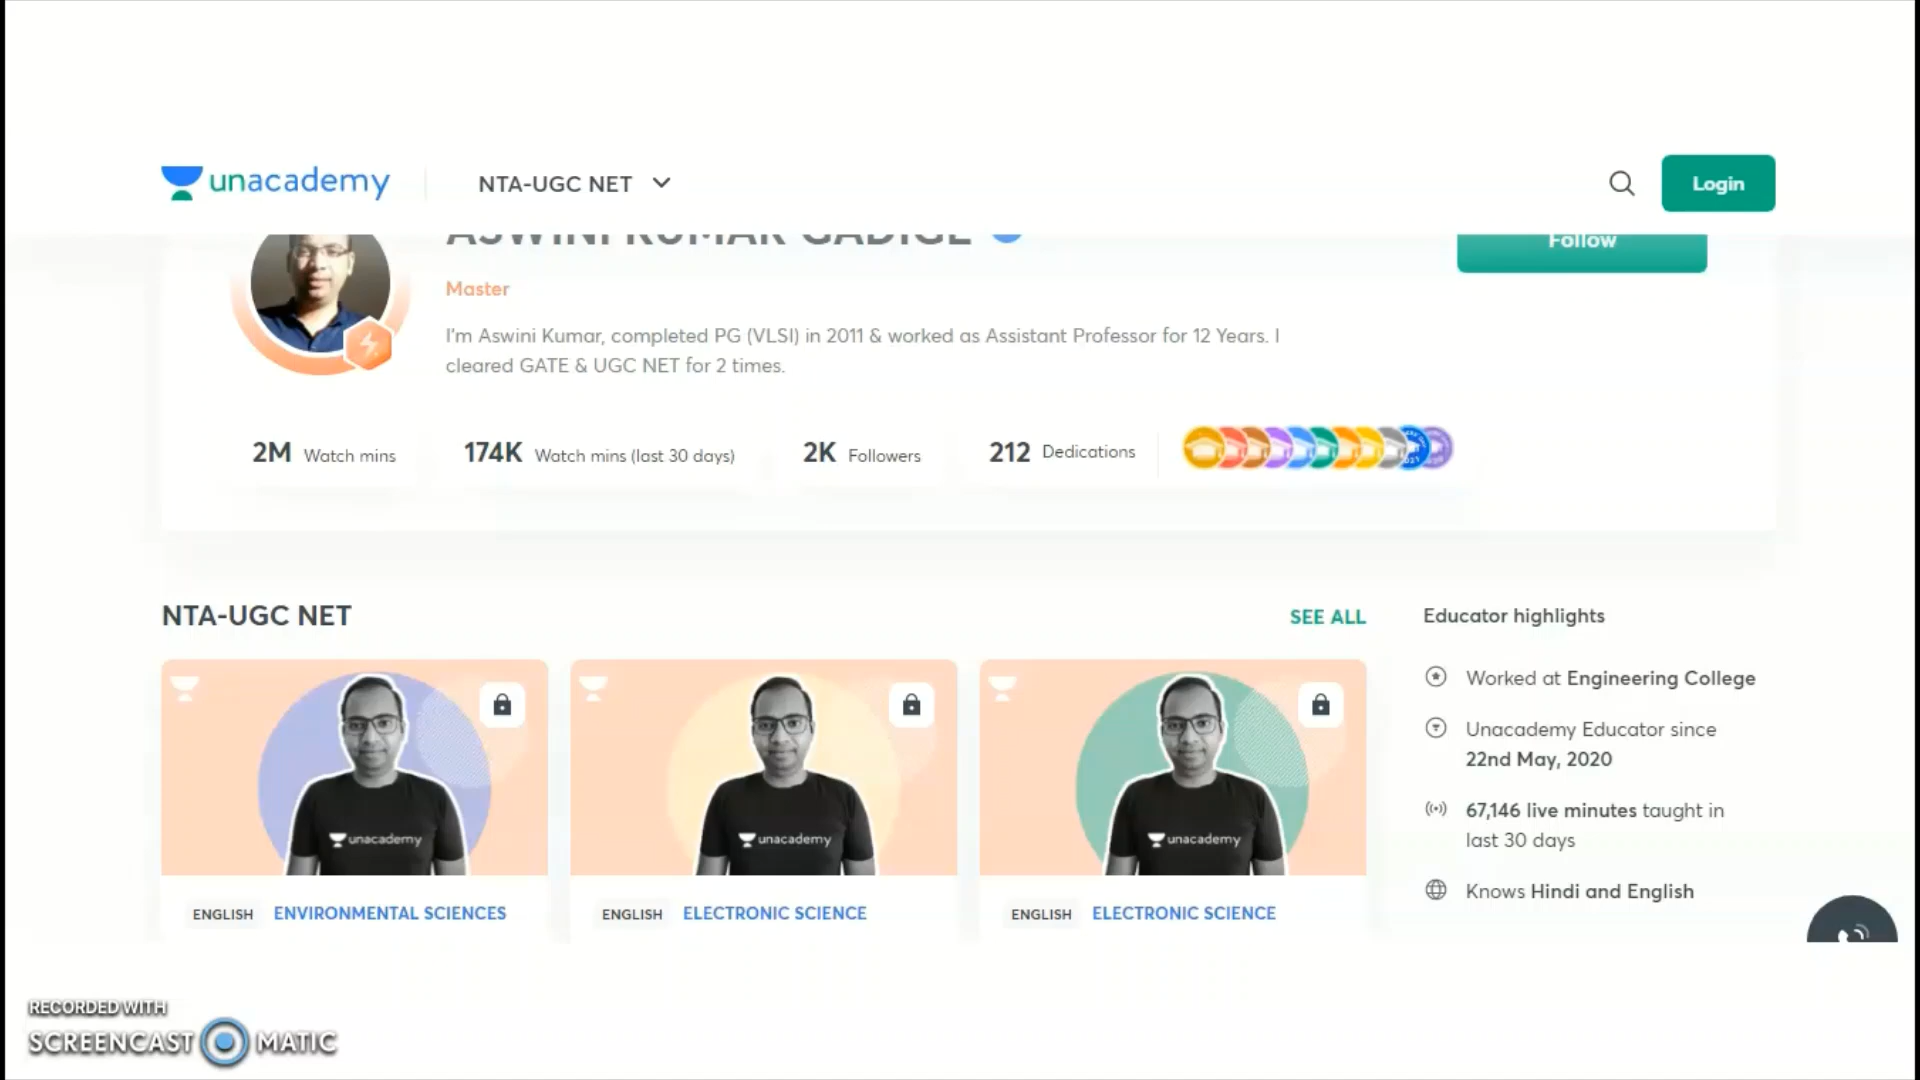 unacademy
NTA-UGC NET
Login
ASWINI KUMAR GADIGE
Follow
Master
I'm Aswini Kumar, completed PG (VLSI) in 2011 & worked as Assistant Professor for 12 Years. I
cleared GATE & UGC NET for 2 times.
2M Watch mins
174K Watch mins (last 30 days)
2K Followers
212 Dedications
NTA-UGC NET
SEE ALL
Educator highlights
Worked at Engineering College
Unacademy Educator since
22nd May, 2020
67,146 live minutes taught in
last 30 days
Knows Hindi and English
unacademy
unacademy
unacademy
ENGLISH ENVIRONMENTAL SCIENCES
ENGLISH ELECTRONIC SCIENCE
ENGLISH ELECTRONIC SCIENCE
RECORDED WITH
SCREENCAST MATIC